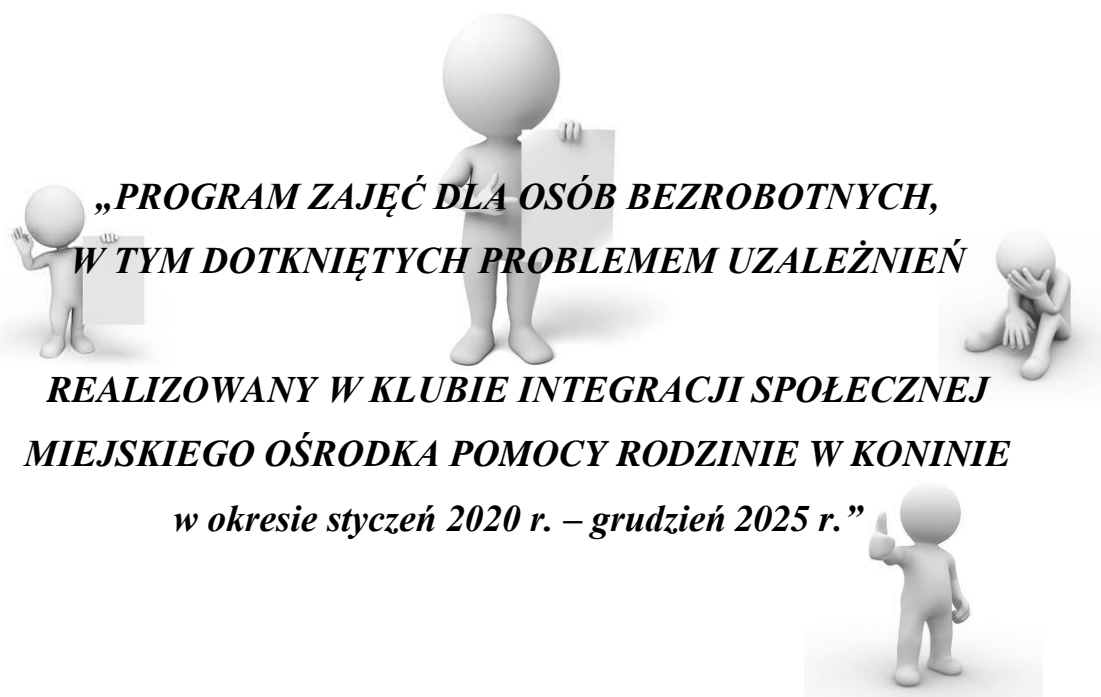 „PROGRAM ZAJĘĆ DLA OSÓB BEZROBOTNYCH,
W TYM DOTKNIĘTYCH PROBLEMEM UZALEŻNIEŃ
REALIZOWANY W KLUBIE INTEGRACJI SPOŁECZNEJ
MIEJSKIEGO OŚRODKA POMOCY RODZINIE W KONINIE
w okresie styczeń 2020 r. – grudzień 2025 r.”